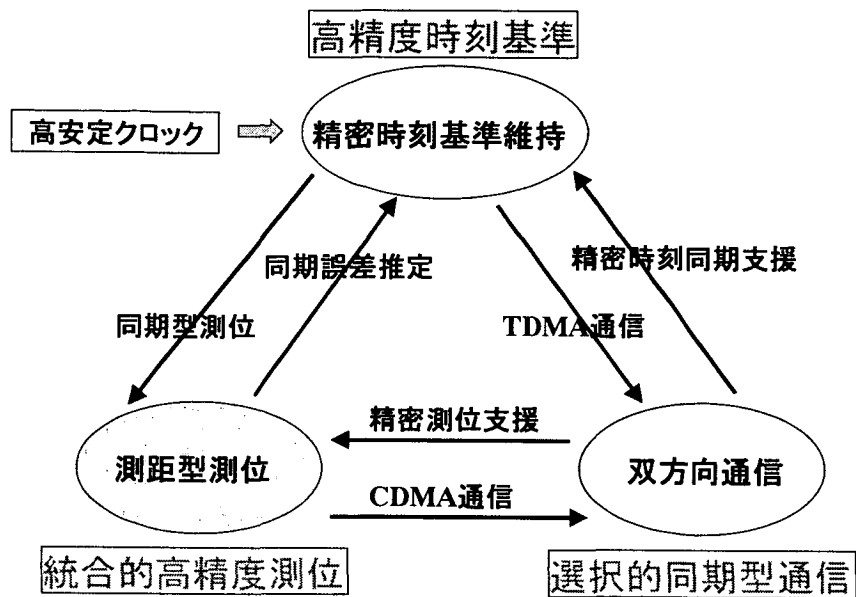 高精度時刻基準
高安定クロック
精密時刻基準維持
同期誤差推定
精密時刻同期支援
同期型測位
TDMA通信
精密測位支援
測距型測位
双方向通信
CDMA通信
統合的高精度測位
選択的同期型通信